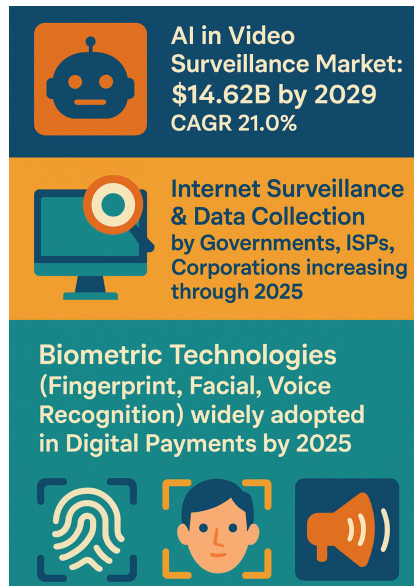 AI in Video
Surveillance Market:
$14.62B by 2029
CAGR 21.0%
Internet Surveillance
& Data Collection
by Governments, ISPs,
Corporations increasing
through 2025
Biometric Technologies
(Fingerprint, Facial, Voice
Recognition) widely adopted
in Digital Payments by 2025